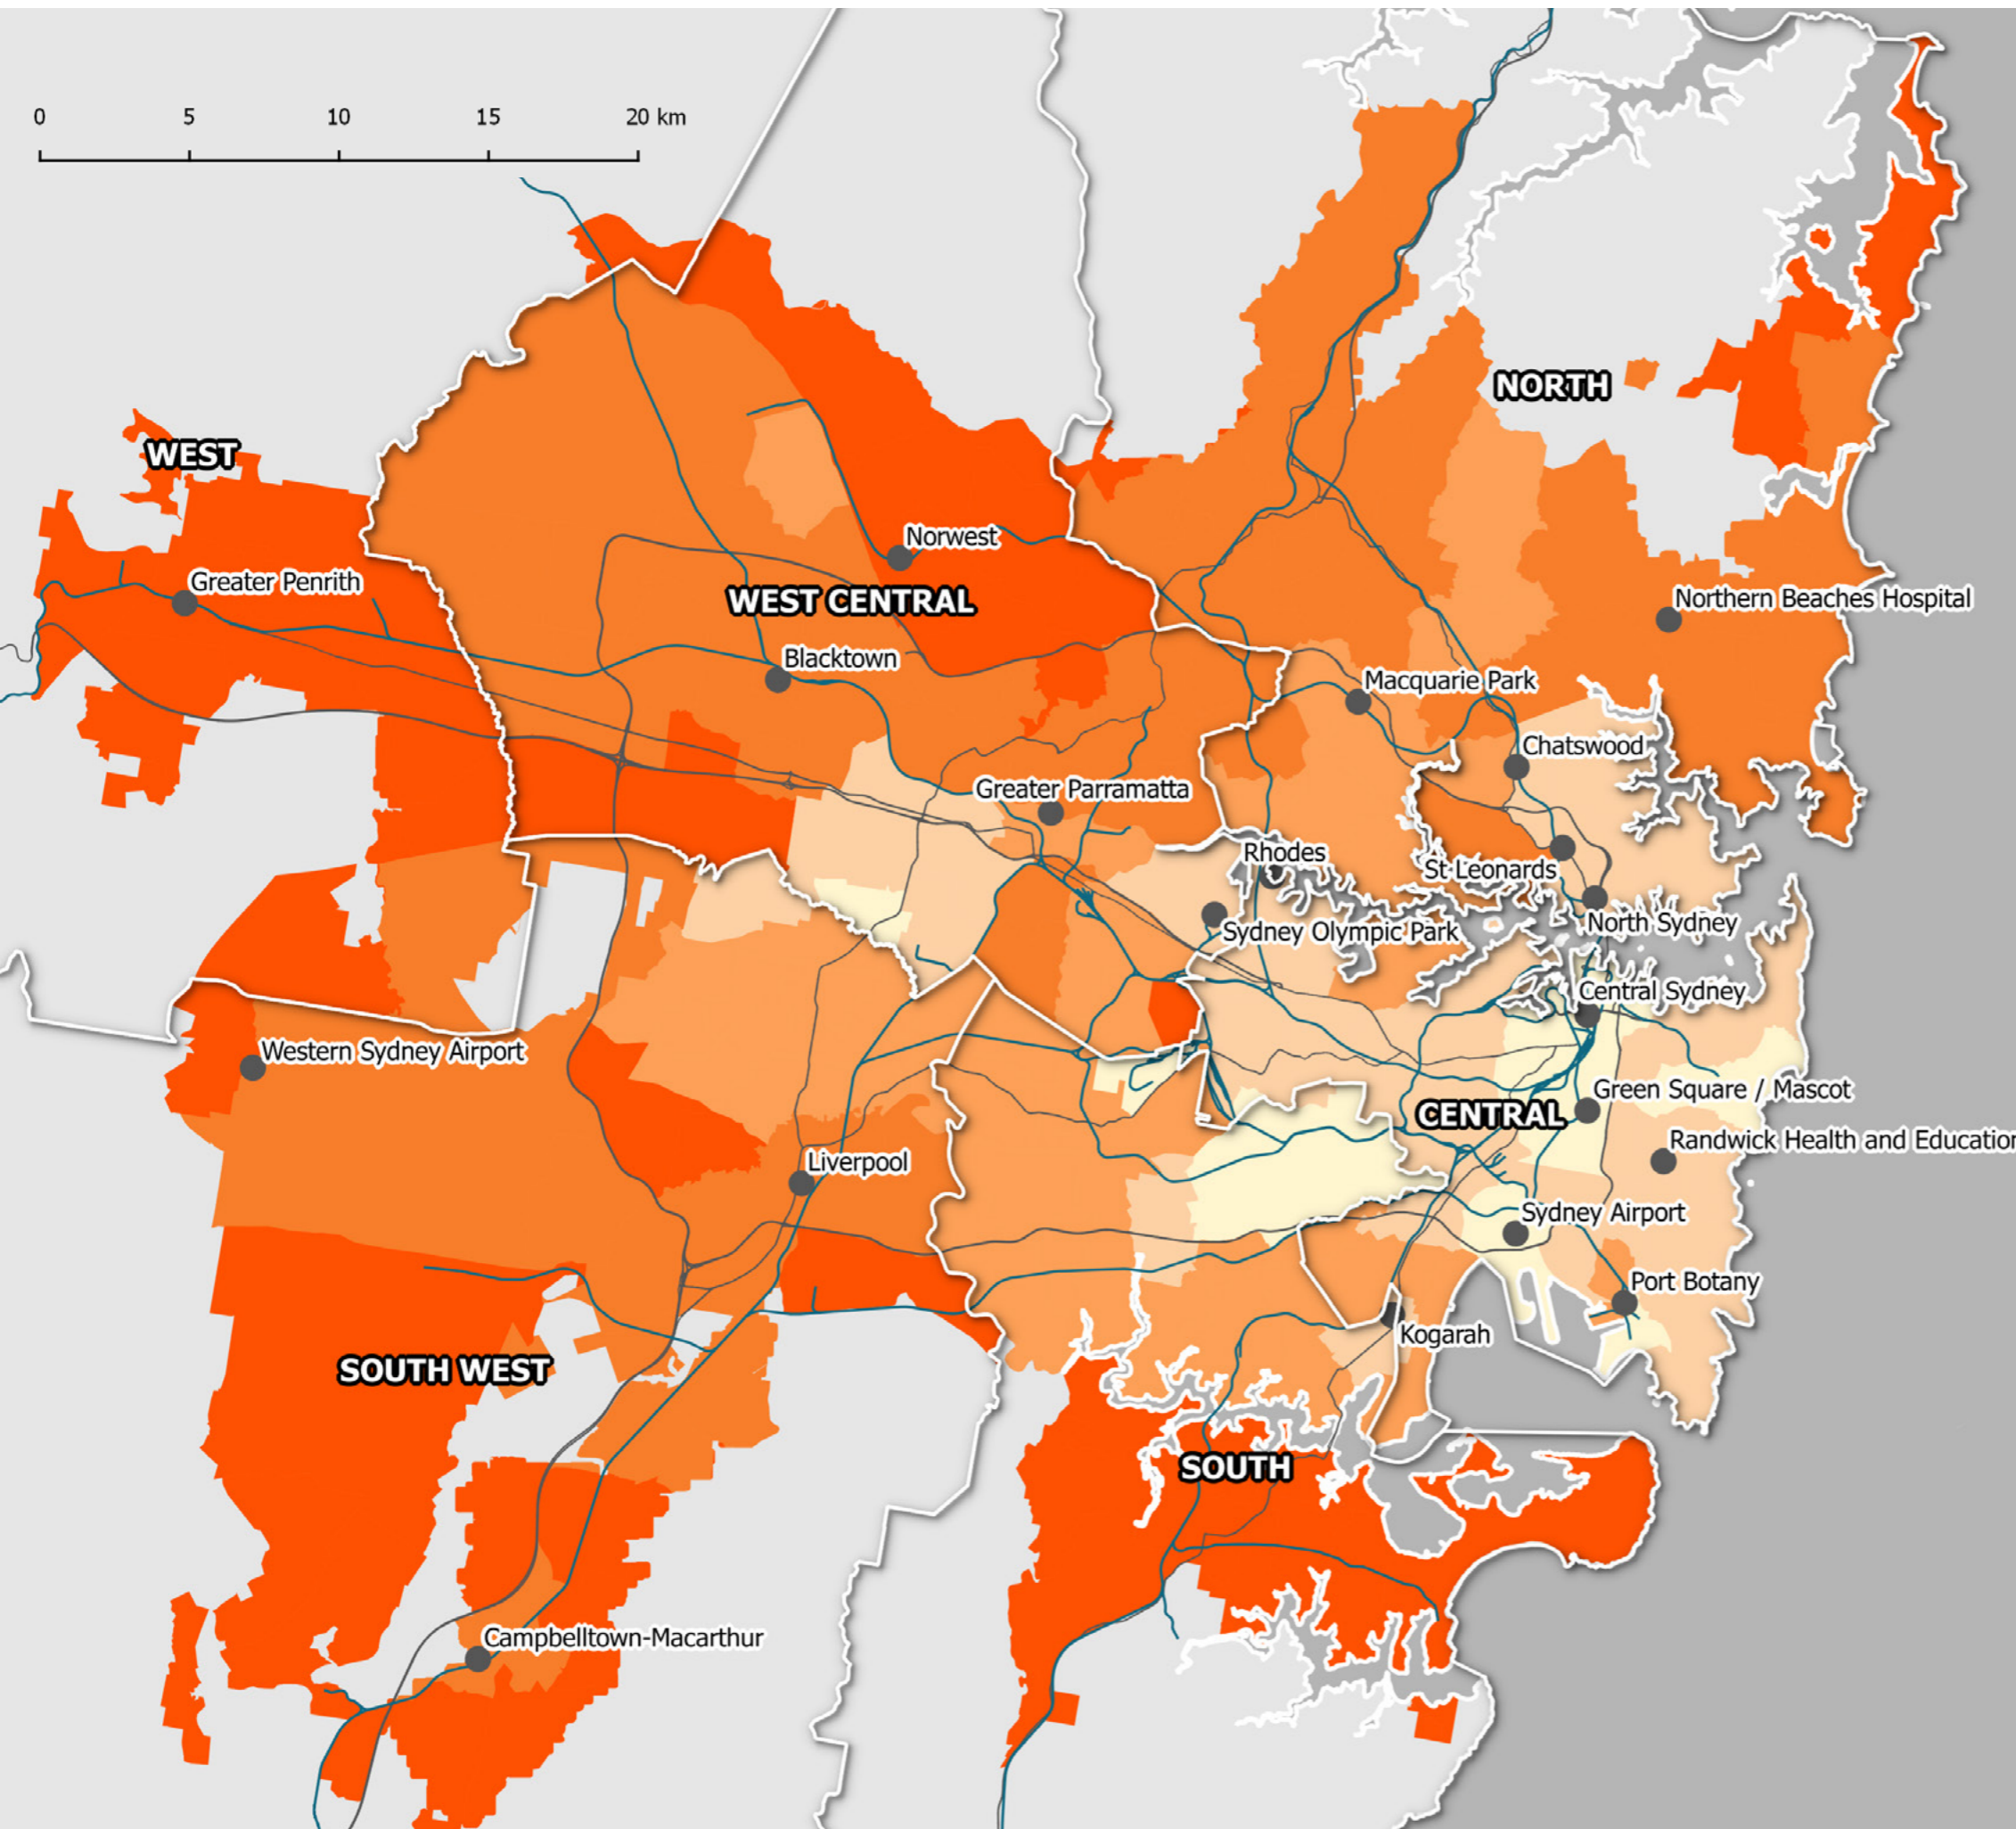 0 5 10 15 20 km
NORTH
WEST
Norwest
Greater Penrith
WEST CENTRAL
Northern Beaches Hospital
Blacktown
Macquarie Park
Chatswood
Greater Parramatta
Rhodes
St Leonards
North Sydney
Sydney Olympic Park
Central Sydney
Western Sydney Airport
Green Square / Mascot
CENTRAL
Randwick Health and Education
Liverpool
Sydney Airport
Port Botany
Kogarah
SOUTH WEST
SOUTH
Campbelltown-Macarthur